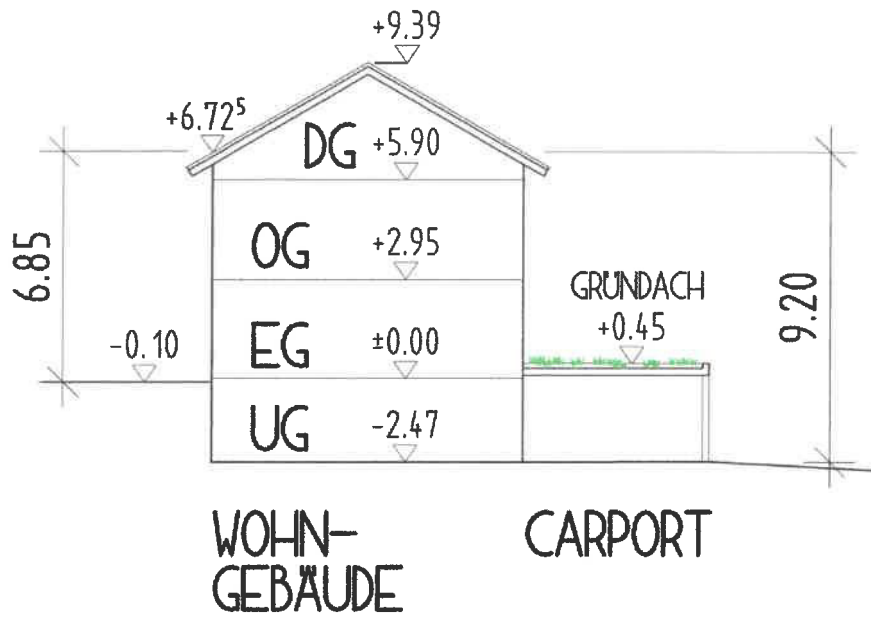 +9.39
+6.72⁵
DG +5.90
OG +2.95
6.85
GRÜNDACH
+0.45
9.20
-0.10
EG ±0.00
UG -2.47
WOHN-
GEBÄUDE
CARPORT